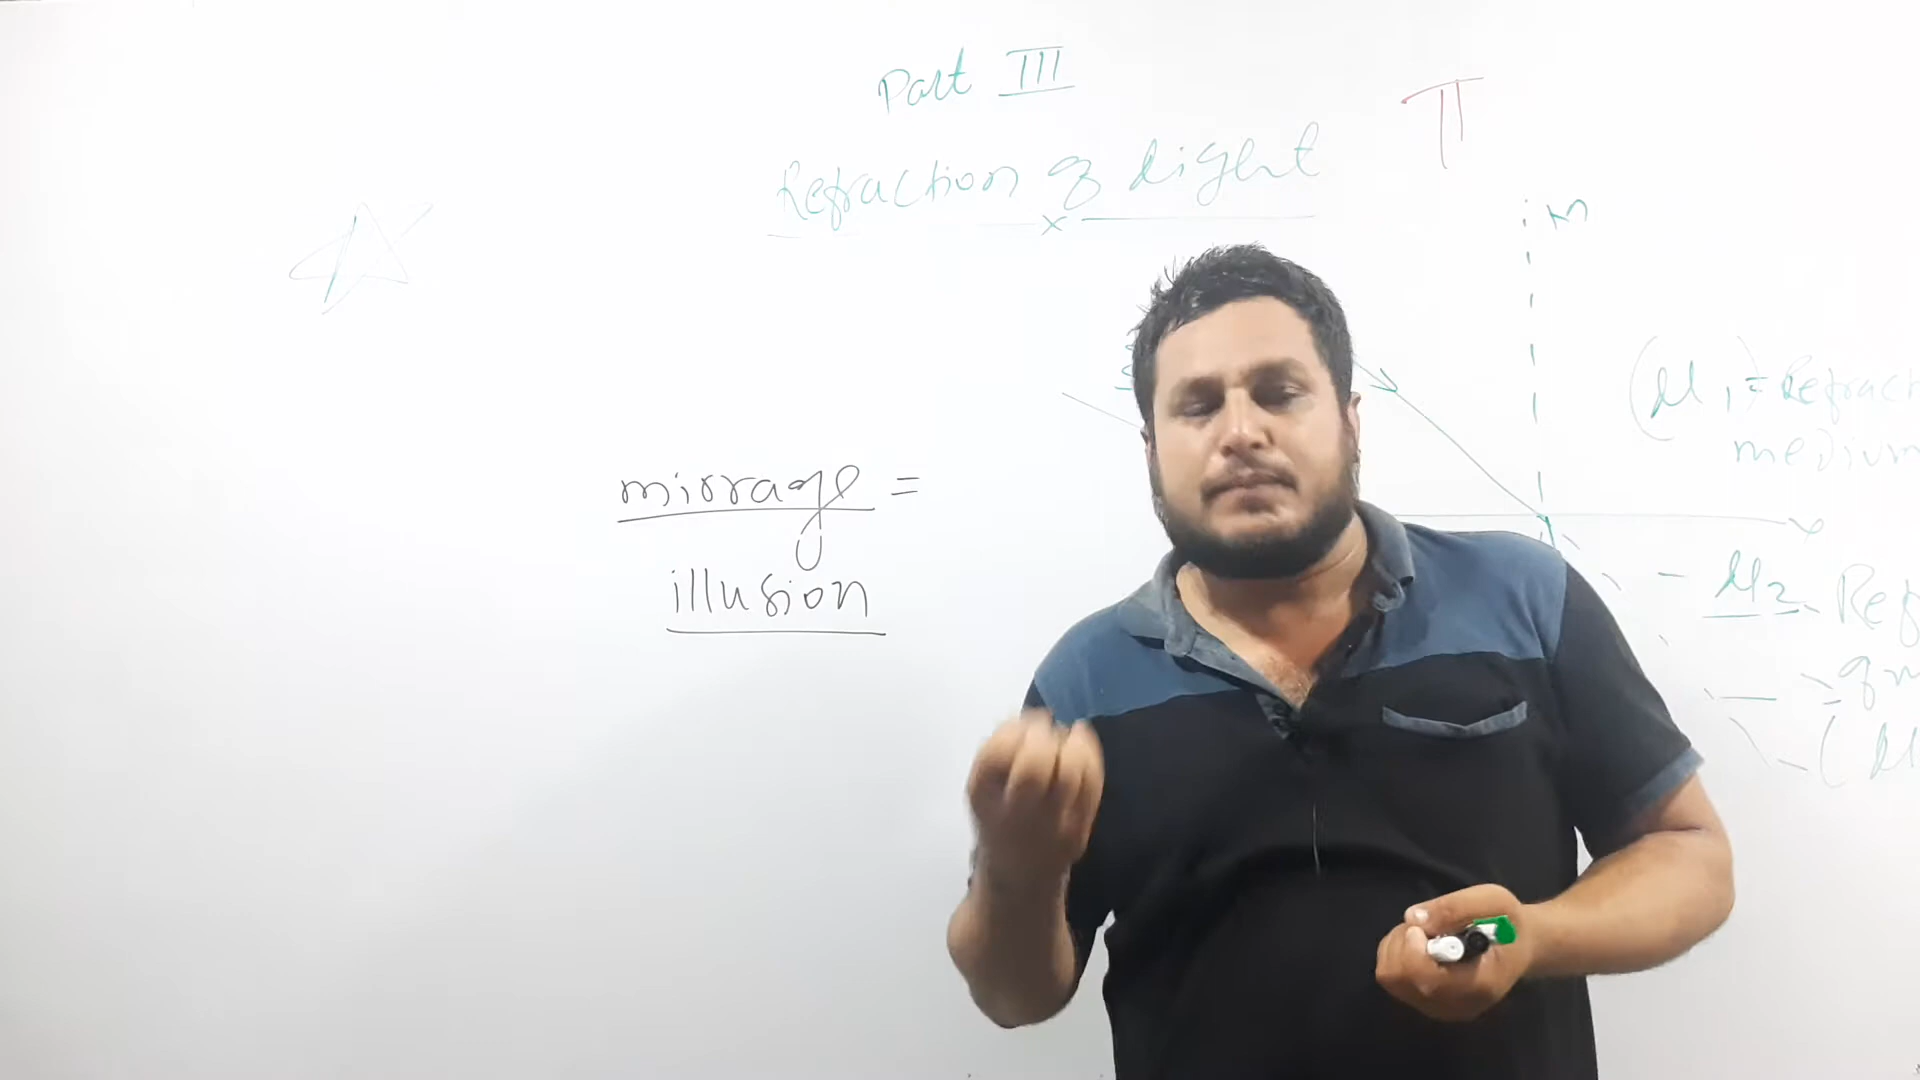 Part III
Refraction of light
π
M
mirrage =
illusion
(μ1 = Refract
medium
μ2 Ref
(μ